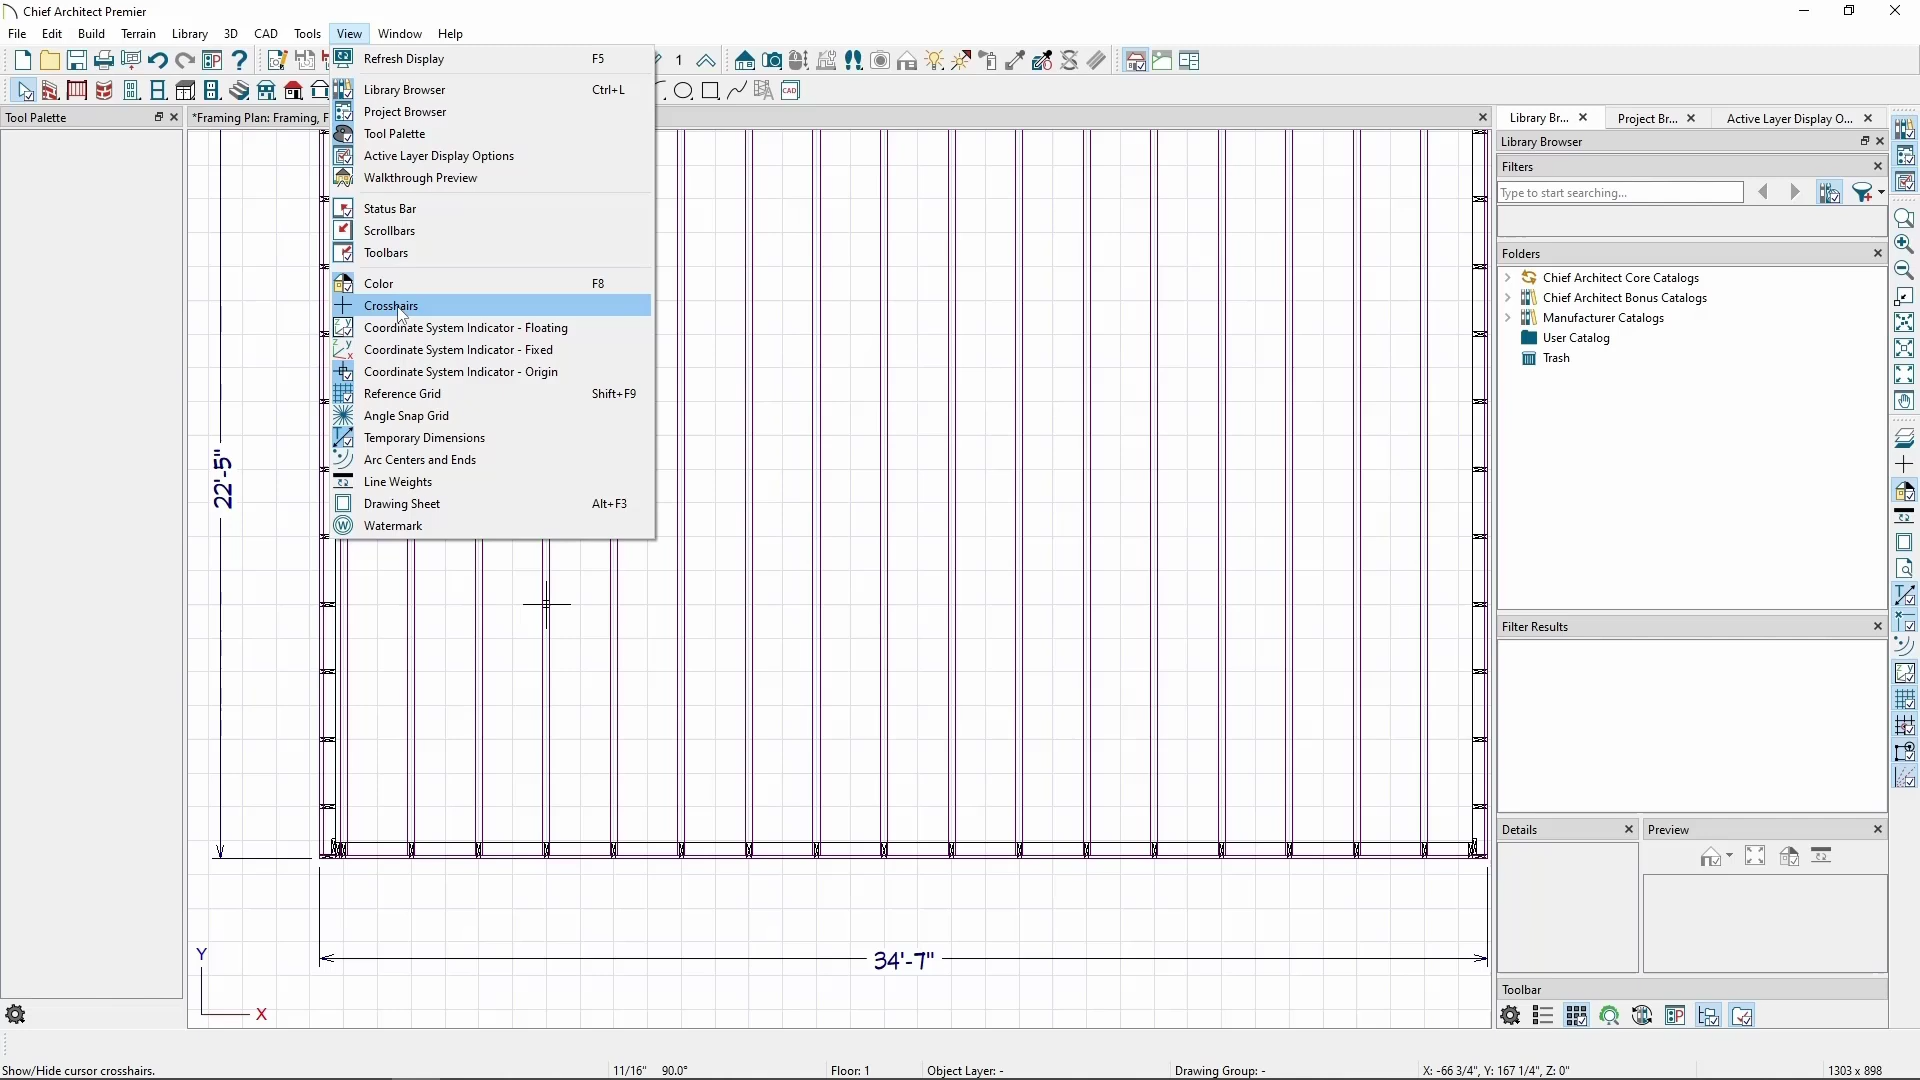 Chief Architect Premier
File Edit Build Terrain Library 3D CAD Tools View Window Help
1
CAD
Tool Palette
*Framing Plan: Framing, F
Refresh Display F5
Library Browser Ctrl+L
Project Browser
Tool Palette
Active Layer Display Options
Walkthrough Preview
Status Bar
Scrollbars
Toolbars
Color F8
Crosshairs
Coordinate System Indicator - Floating
Coordinate System Indicator - Fixed
Coordinate System Indicator - Origin
Reference Grid Shift+F9
Angle Snap Grid
Temporary Dimensions
Arc Centers and Ends
Line Weights
Drawing Sheet Alt+F3
Watermark
22'-5"
34'-7"
Y
X
Library Br... Project Br... Active Layer Display O...
Library Browser
Filters
Type to start searching...
Folders
Chief Architect Core Catalogs
Chief Architect Bonus Catalogs
Manufacturer Catalogs
User Catalog
Trash
Filter Results
Details Preview
Toolbar
Show/Hide cursor crosshairs. 11/16" 90.0° Floor: 1 Object Layer: - Drawing Group: - X: -66 3/4", Y: 167 1/4", Z: 0" 1303 x 898